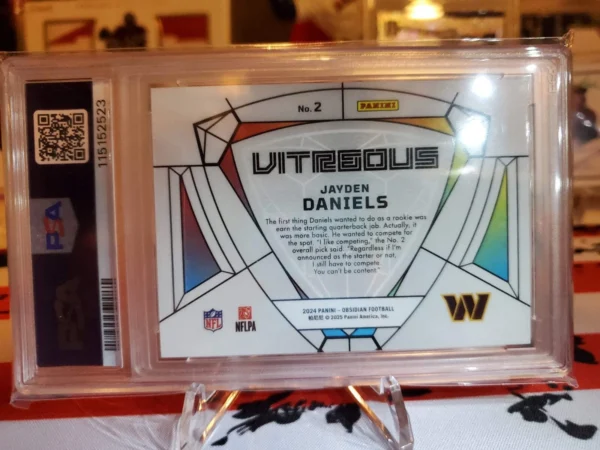 No. 2
PANINI
VITREOUS
JAYDEN
DANIELS
The first thing Daniels wanted to do as a rookie was
earn the starting quarterback job. Actually, it
was more basic. He wanted to compete for
the spot. "I like competing," the No. 2
overall pick said. "Regardless if I'm
announced as the starter or not,
I still have to compete.
You can't be content."
NFL
NFLPA
W
2024 PANINI – OBSIDIAN FOOTBALL
© 2025 Panini America, Inc.
115152523
PSA
PSA